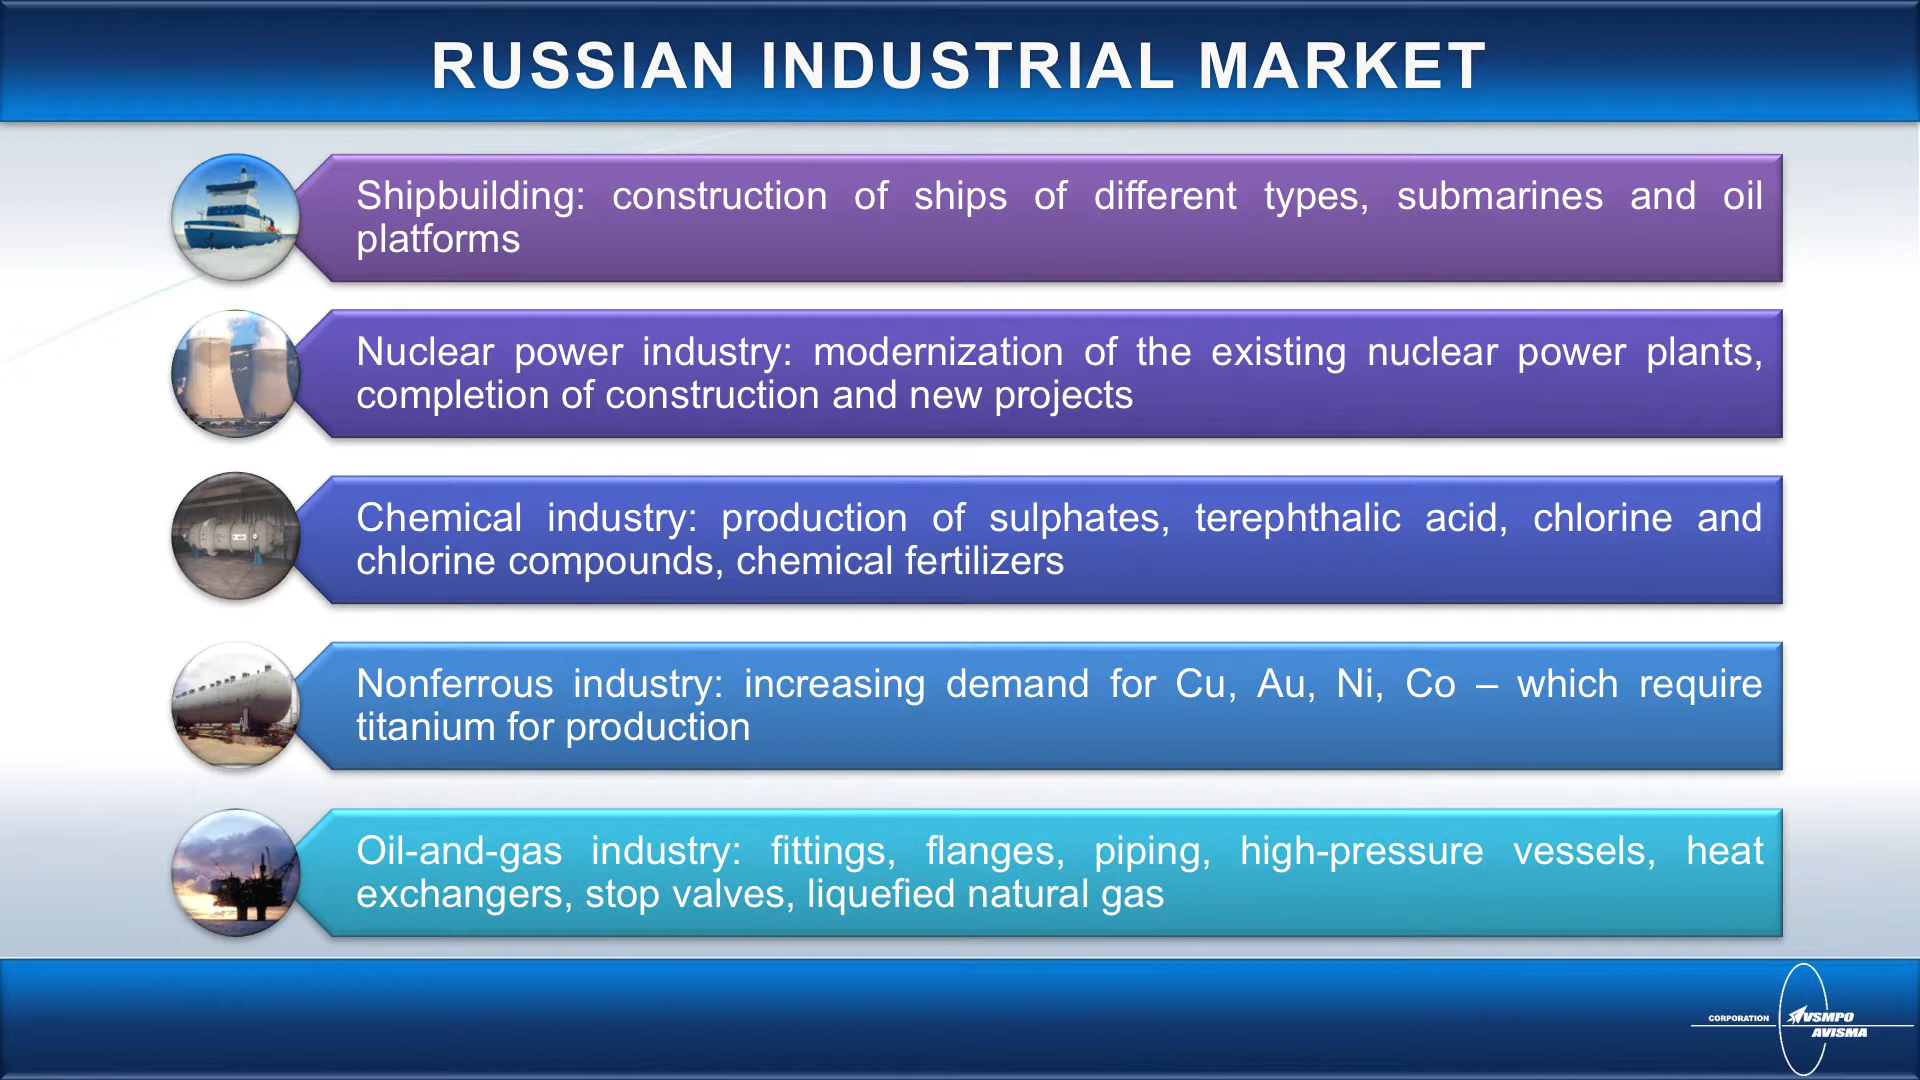 RUSSIAN INDUSTRIAL MARKET
Shipbuilding: construction of ships of different types, submarines and oil
platforms
Nuclear power industry: modernization of the existing nuclear power plants,
completion of construction and new projects
Chemical industry: production of sulphates, terephthalic acid, chlorine and
chlorine compounds, chemical fertilizers
Nonferrous industry: increasing demand for Cu, Au, Ni, Co – which require
titanium for production
Oil-and-gas industry: fittings, flanges, piping, high-pressure vessels, heat
exchangers, stop valves, liquefied natural gas
CORPORATION VSMPO
AVISMA